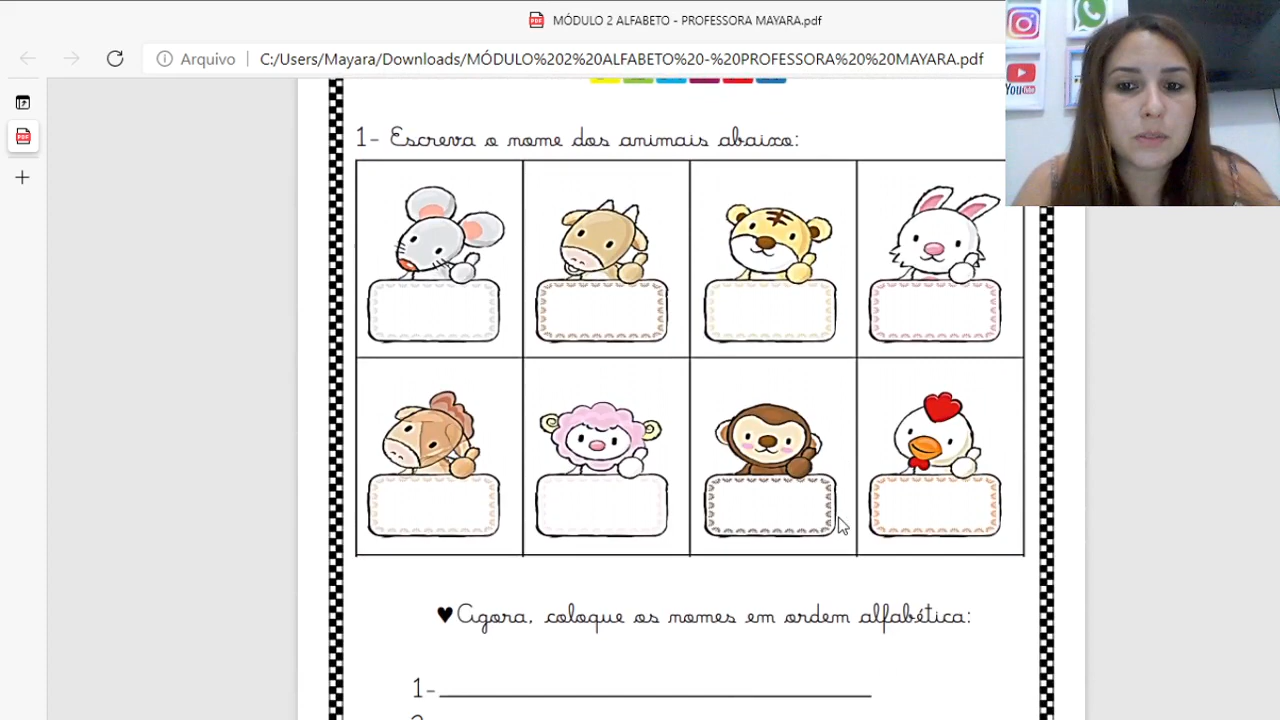 MÓDULO 2 ALFABETO - PROFESSORA MAYARA.pdf
Arquivo
C:/Users/Mayara/Downloads/MÓDULO%202%20ALFABETO%20-%20PROFESSORA%20%20MAYARA.pdf
YouTube
1- Escreva o nome dos animais abaixo:
♥Agora, coloque os nomes em ordem alfabética:
1-